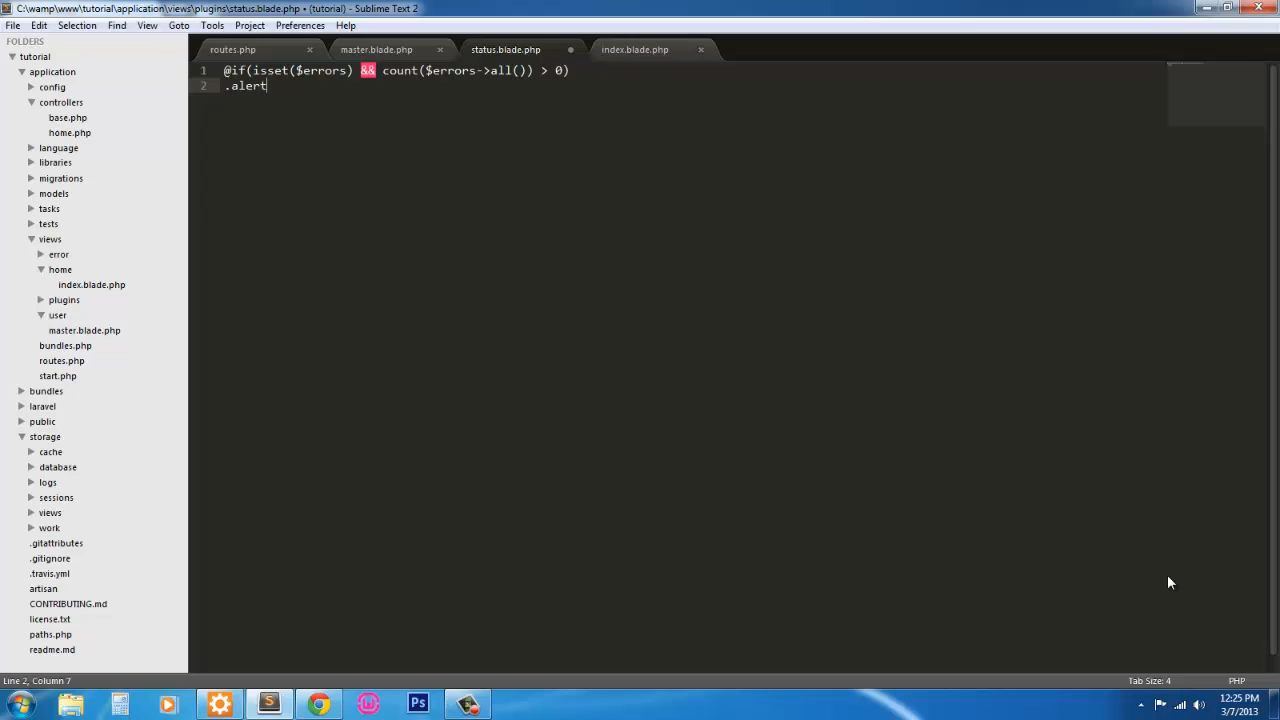 C:\wamp\www\tutorial\application\views\plugins\status.blade.php • (tutorial) - Sublime Text 2
File Edit Selection Find View Goto Tools Project Preferences Help
FOLDERS
tutorial
application
config
controllers
base.php
home.php
language
libraries
migrations
models
tasks
tests
views
error
home
index.blade.php
plugins
user
master.blade.php
bundles.php
routes.php
start.php
bundles
laravel
public
storage
cache
database
logs
sessions
views
work
.gitattributes
.gitignore
.travis.yml
artisan
CONTRIBUTING.md
license.txt
paths.php
readme.md
routes.php master.blade.php status.blade.php index.blade.php
1 @if(isset($errors) && count($errors->all()) > 0)
2 .alert
Line 2, Column 7 Tab Size: 4 PHP
S Ps
12:25 PM
3/7/2013